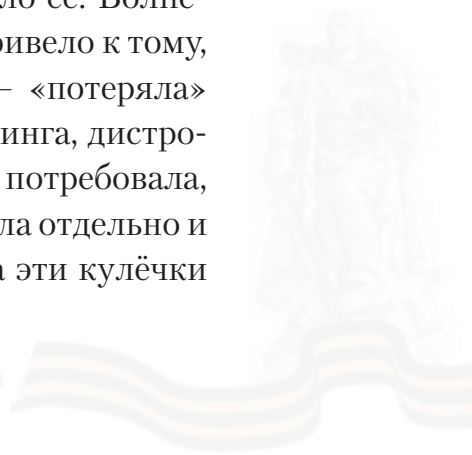 ло её. Волне-
ривело к тому,
– «потеряла»
инга, дистро-
потребовала,
ла отдельно и
а эти кулёчки